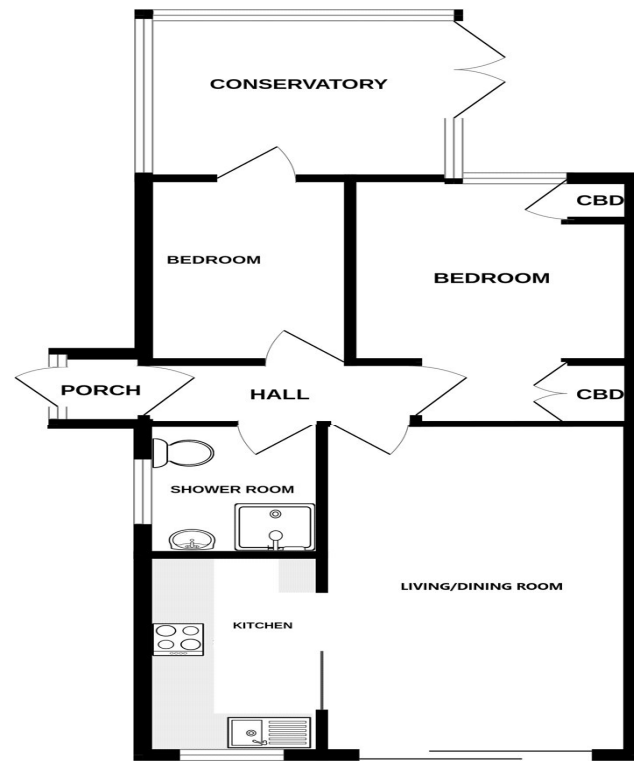 CONSERVATORY
CBD
BEDROOM
BEDROOM
PORCH
HALL
CBD
SHOWER ROOM
LIVING/DINING ROOM
KITCHEN